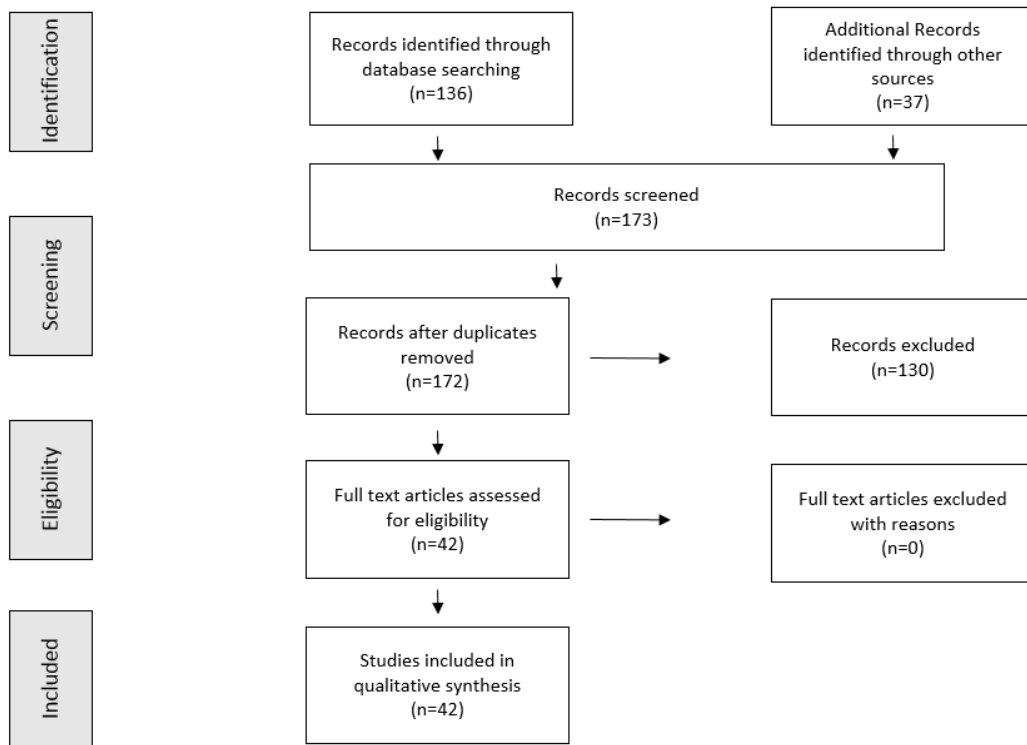 Identification
Records identified through
database searching
(n=136)
Additional Records
identified through other
sources
(n=37)
Records screened
(n=173)
Screening
Records after duplicates
removed
(n=172)
Records excluded
(n=130)
Eligibility
Full text articles assessed
for eligibility
(n=42)
Full text articles excluded
with reasons
(n=0)
Included
Studies included in
qualitative synthesis
(n=42)